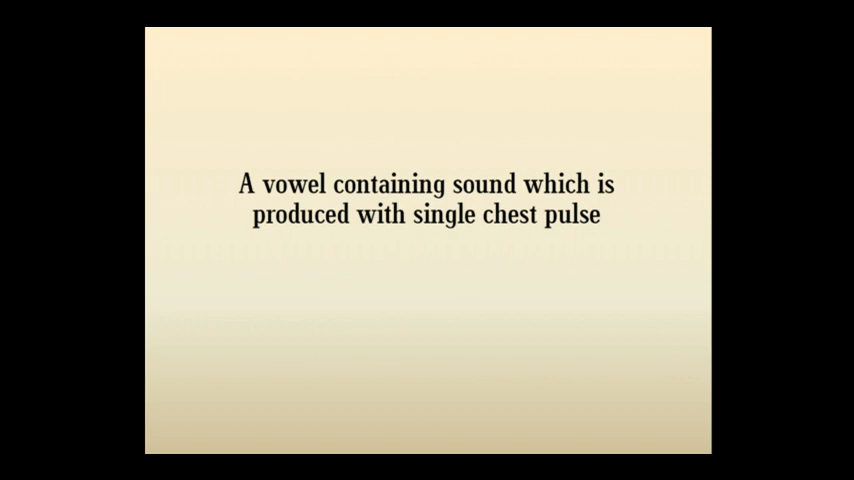 A vowel containing sound which is
produced with single chest pulse